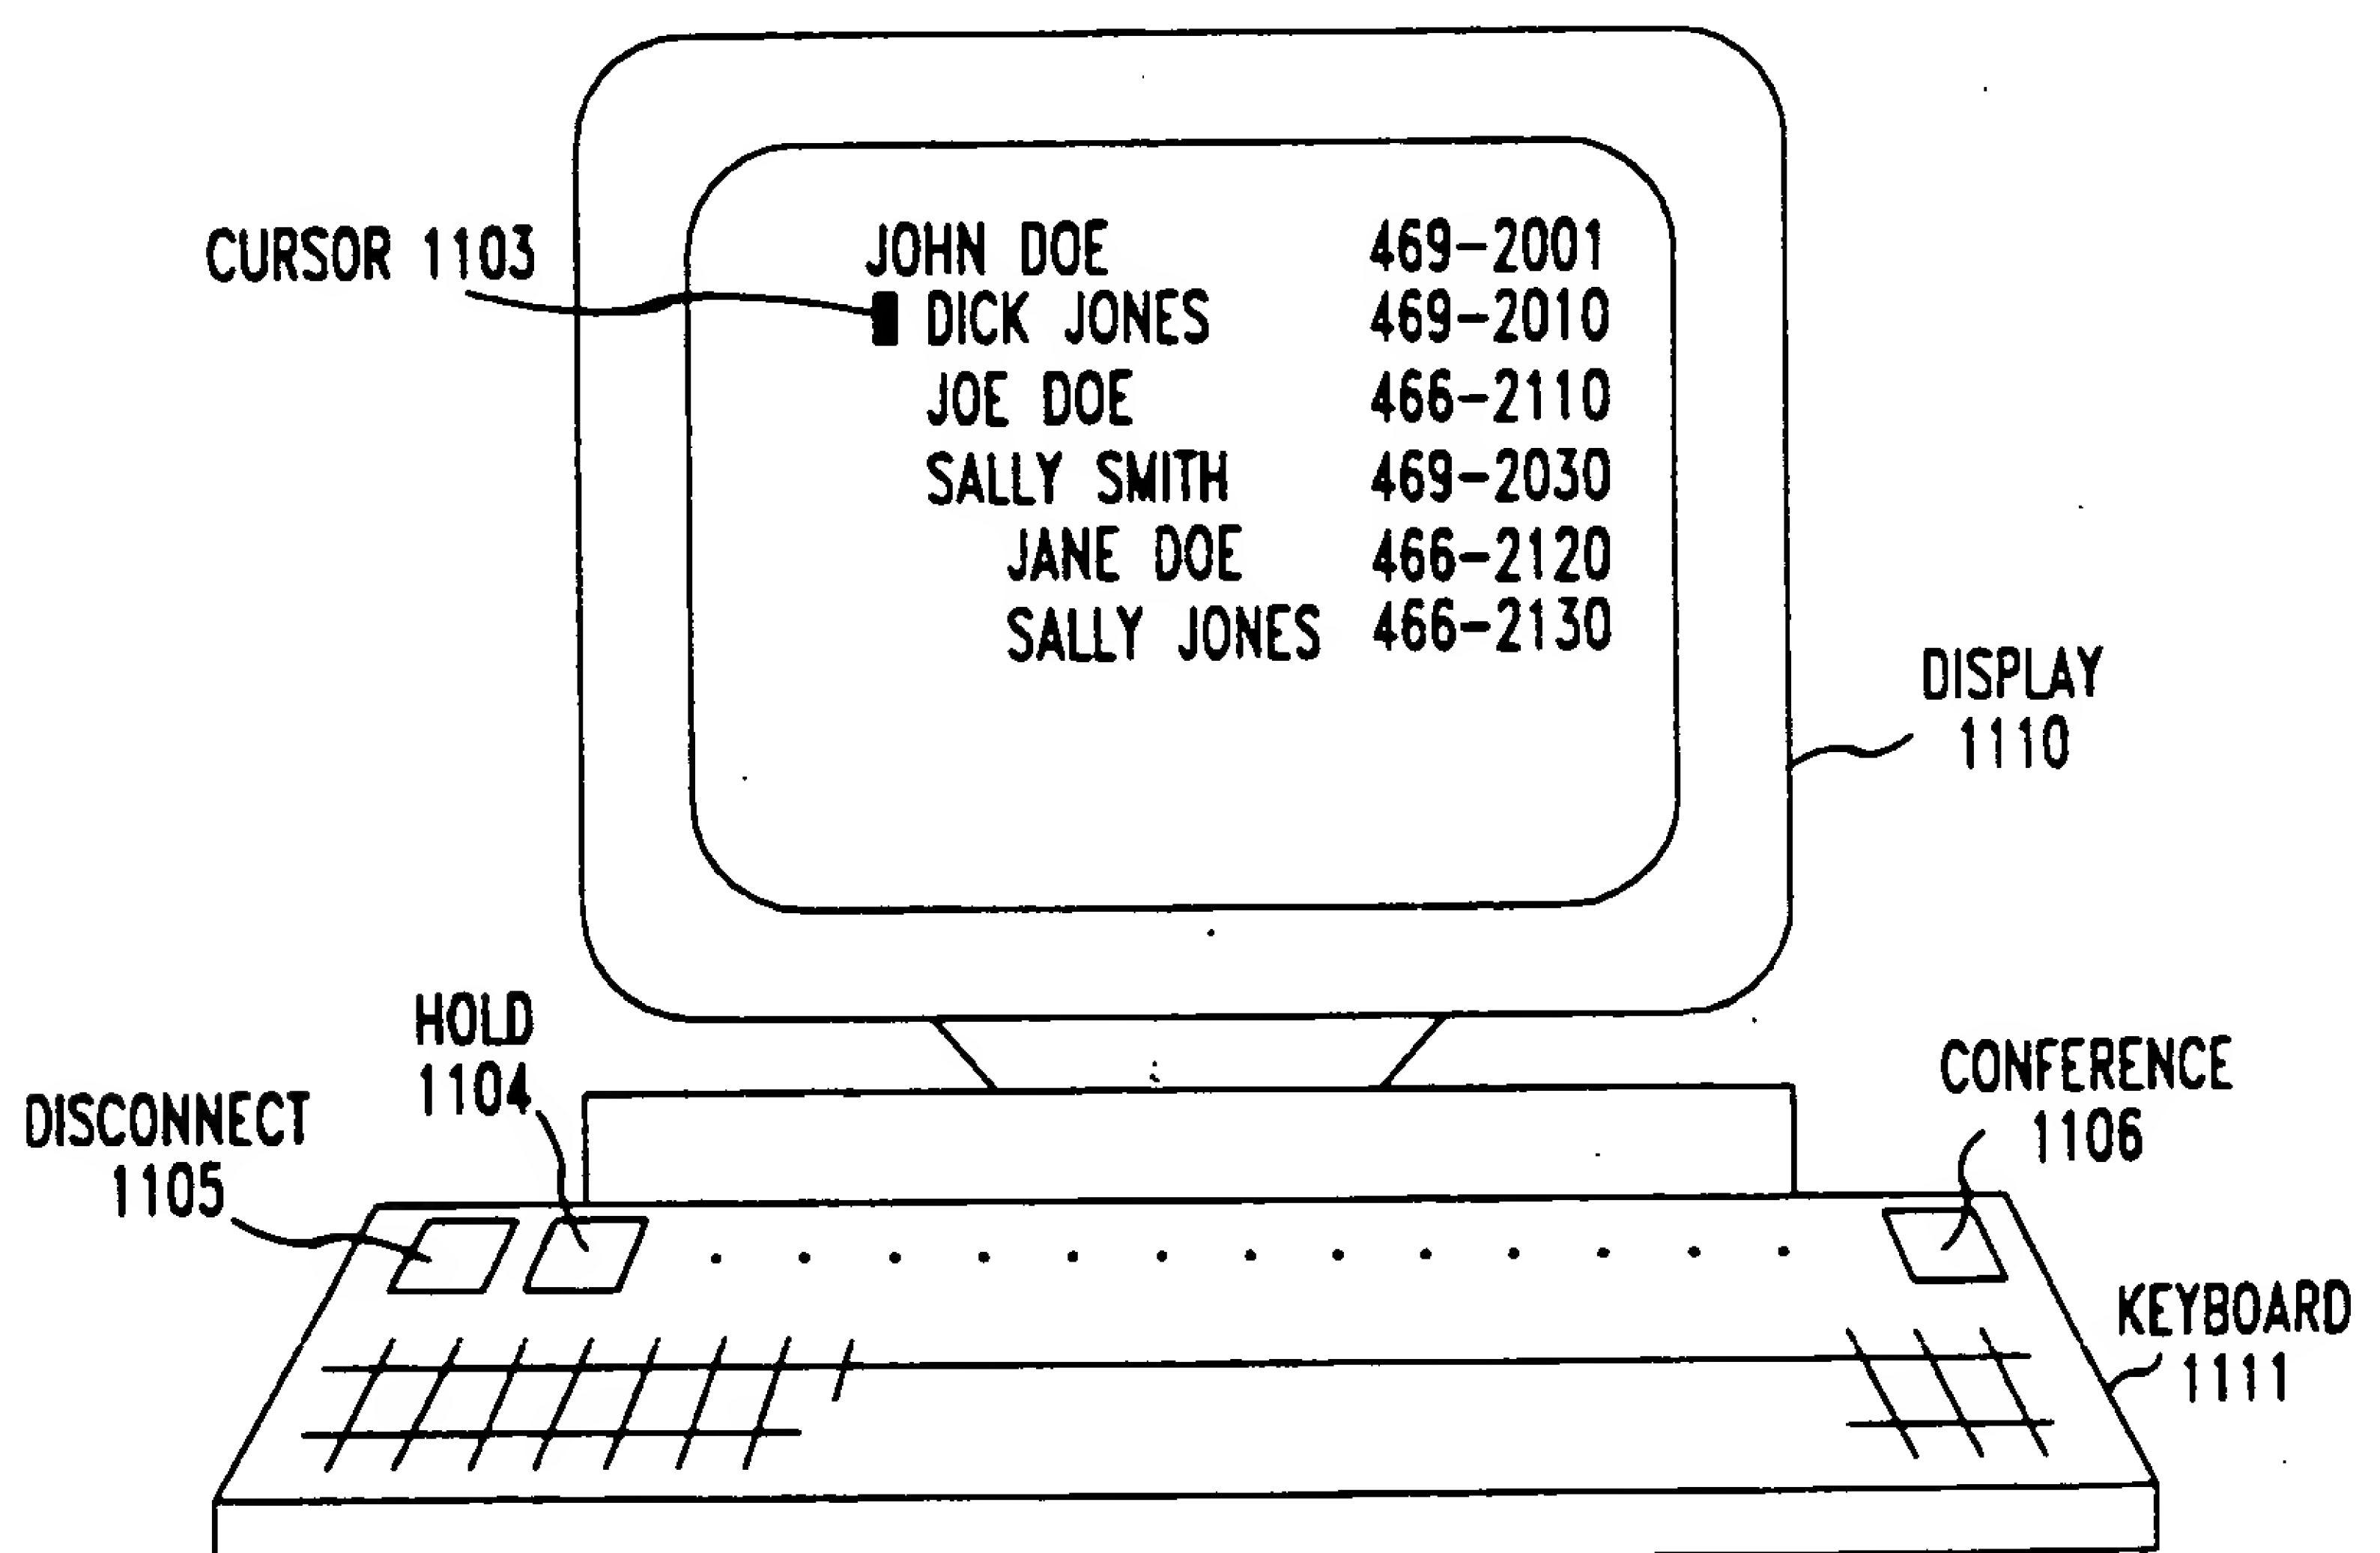 CURSOR 1103
JOHN DOE 469-2001
DICK JONES 469-2010
JOE DOE 466-2110
SALLY SMITH 469-2030
JANE DOE 466-2120
SALLY JONES 466-2130
DISPLAY
1110
HOLD
1104
DISCONNECT
1105
CONFERENCE
1106
KEYBOARD
1111